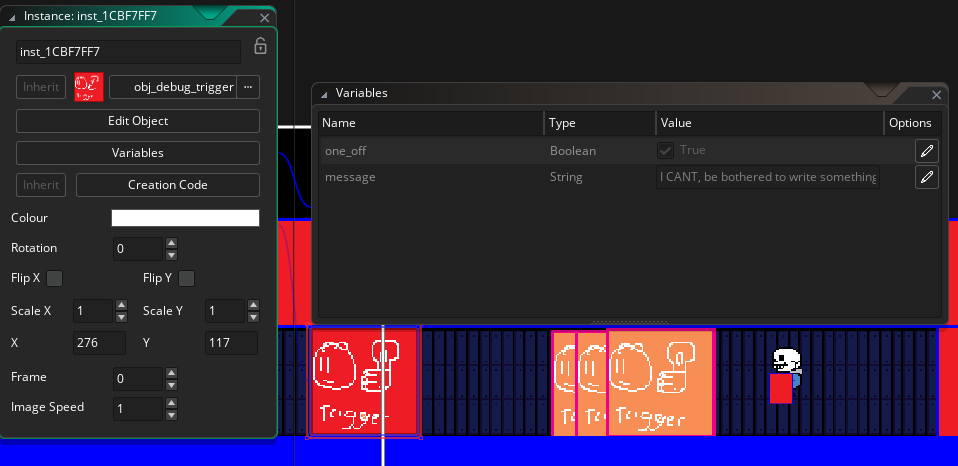 Instance: inst_1CBF7FF7
inst_1CBF7FF7
Inherit
obj_debug_trigger
...
Edit Object
Variables
Inherit
Creation Code
Colour
Rotation
0
Flip X
Flip Y
Scale X
1
Scale Y
1
X
276
Y
117
Frame
0
Image Speed
1
Variables
Name
Type
Value
Options
one_off
Boolean
True
message
String
I CANT, be bothered to write something
Trigger
Tr
Tr
Trigger